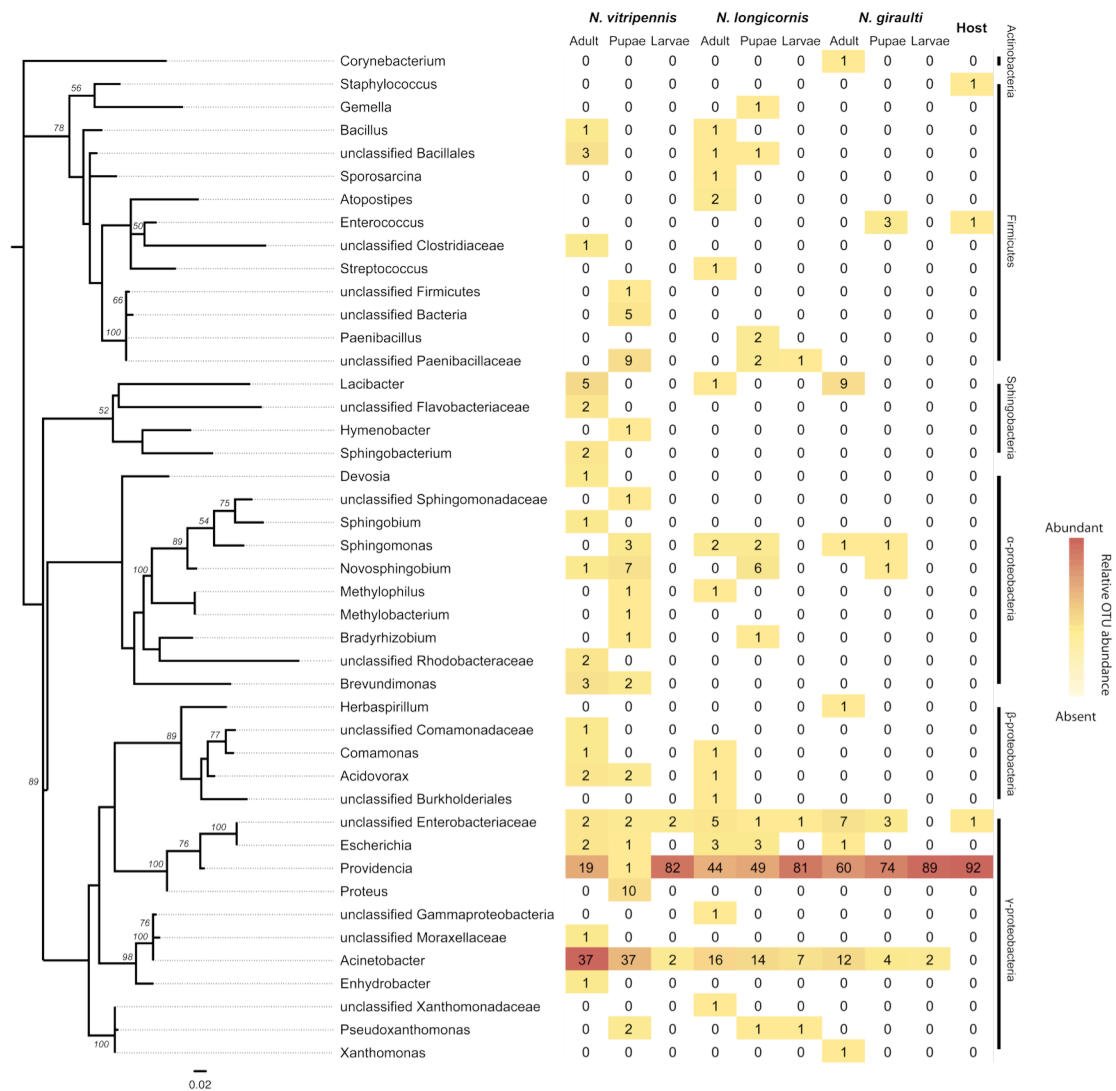 N. vitripennis N. longicornis N. giraulti Host
Adult Pupae Larvae Adult Pupae Larvae Adult Pupae Larvae
Corynebacterium 0 0 0 0 0 0 1 0 0 0
Staphylococcus 0 0 0 0 0 0 0 0 0 1
Gemella 0 0 0 0 1 0 0 0 0 0
Bacillus 1 0 0 1 0 0 0 0 0 0
unclassified Bacillales 3 0 0 1 1 0 0 0 0 0
Sporosarcina 0 0 0 1 0 0 0 0 0 0
Atopostipes 0 0 0 2 0 0 0 0 0 0
Enterococcus 0 0 0 0 0 0 0 3 0 1
unclassified Clostridiaceae 1 0 0 0 0 0 0 0 0 0
Streptococcus 0 0 0 1 0 0 0 0 0 0
unclassified Firmicutes 0 1 0 0 0 0 0 0 0 0
unclassified Bacteria 0 5 0 0 0 0 0 0 0 0
Paenibacillus 0 0 0 0 2 0 0 0 0 0
unclassified Paenibacillaceae 0 9 0 0 2 1 0 0 0 0
Lacibacter 5 0 0 1 0 0 9 0 0 0
unclassified Flavobacteriaceae 2 0 0 0 0 0 0 0 0 0
Hymenobacter 0 1 0 0 0 0 0 0 0 0
Sphingobacterium 2 0 0 0 0 0 0 0 0 0
Devosia 1 0 0 0 0 0 0 0 0 0
unclassified Sphingomonadaceae 0 1 0 0 0 0 0 0 0 0
Sphingobium 1 0 0 0 0 0 0 0 0 0
Sphingomonas 0 3 0 2 2 0 1 1 0 0
Novosphingobium 1 7 0 0 6 0 0 1 0 0
Methylophilus 0 1 0 1 0 0 0 0 0 0
Methylobacterium 0 1 0 0 0 0 0 0 0 0
Bradyrhizobium 0 1 0 0 1 0 0 0 0 0
unclassified Rhodobacteraceae 2 0 0 0 0 0 0 0 0 0
Brevundimonas 3 2 0 0 0 0 0 0 0 0
Herbaspirillum 0 0 0 0 0 0 1 0 0 0
unclassified Comamonadaceae 1 0 0 0 0 0 0 0 0 0
Comamonas 1 0 0 1 0 0 0 0 0 0
Acidovorax 2 2 0 1 0 0 0 0 0 0
unclassified Burkholderiales 0 0 0 1 0 0 0 0 0 0
unclassified Enterobacteriaceae 2 2 2 5 1 1 7 3 0 1
Escherichia 2 1 0 3 3 0 1 0 0 0
Providencia 19 1 82 44 49 81 60 74 89 92
Proteus 0 10 0 0 0 0 0 0 0 0
unclassified Gammaproteobacteria 0 0 0 1 0 0 0 0 0 0
unclassified Moraxellaceae 1 0 0 0 0 0 0 0 0 0
Acinetobacter 37 37 2 16 14 7 12 4 2 0
Enhydrobacter 1 0 0 0 0 0 0 0 0 0
unclassified Xanthomonadaceae 0 0 0 1 0 0 0 0 0 0
Pseudoxanthomonas 0 2 0 0 1 1 0 0 0 0
Xanthomonas 0 0 0 0 0 0 1 0 0 0
56
78
50
66
100
52
75
54
89
100
89
77
89
100
76
100
76
100
98
100
0.02
Actinobacteria
Firmicutes
Sphingobacteria
α-proteobacteria
β-proteobacteria
γ-proteobacteria
Abundant
Relative OTU abundance
Absent